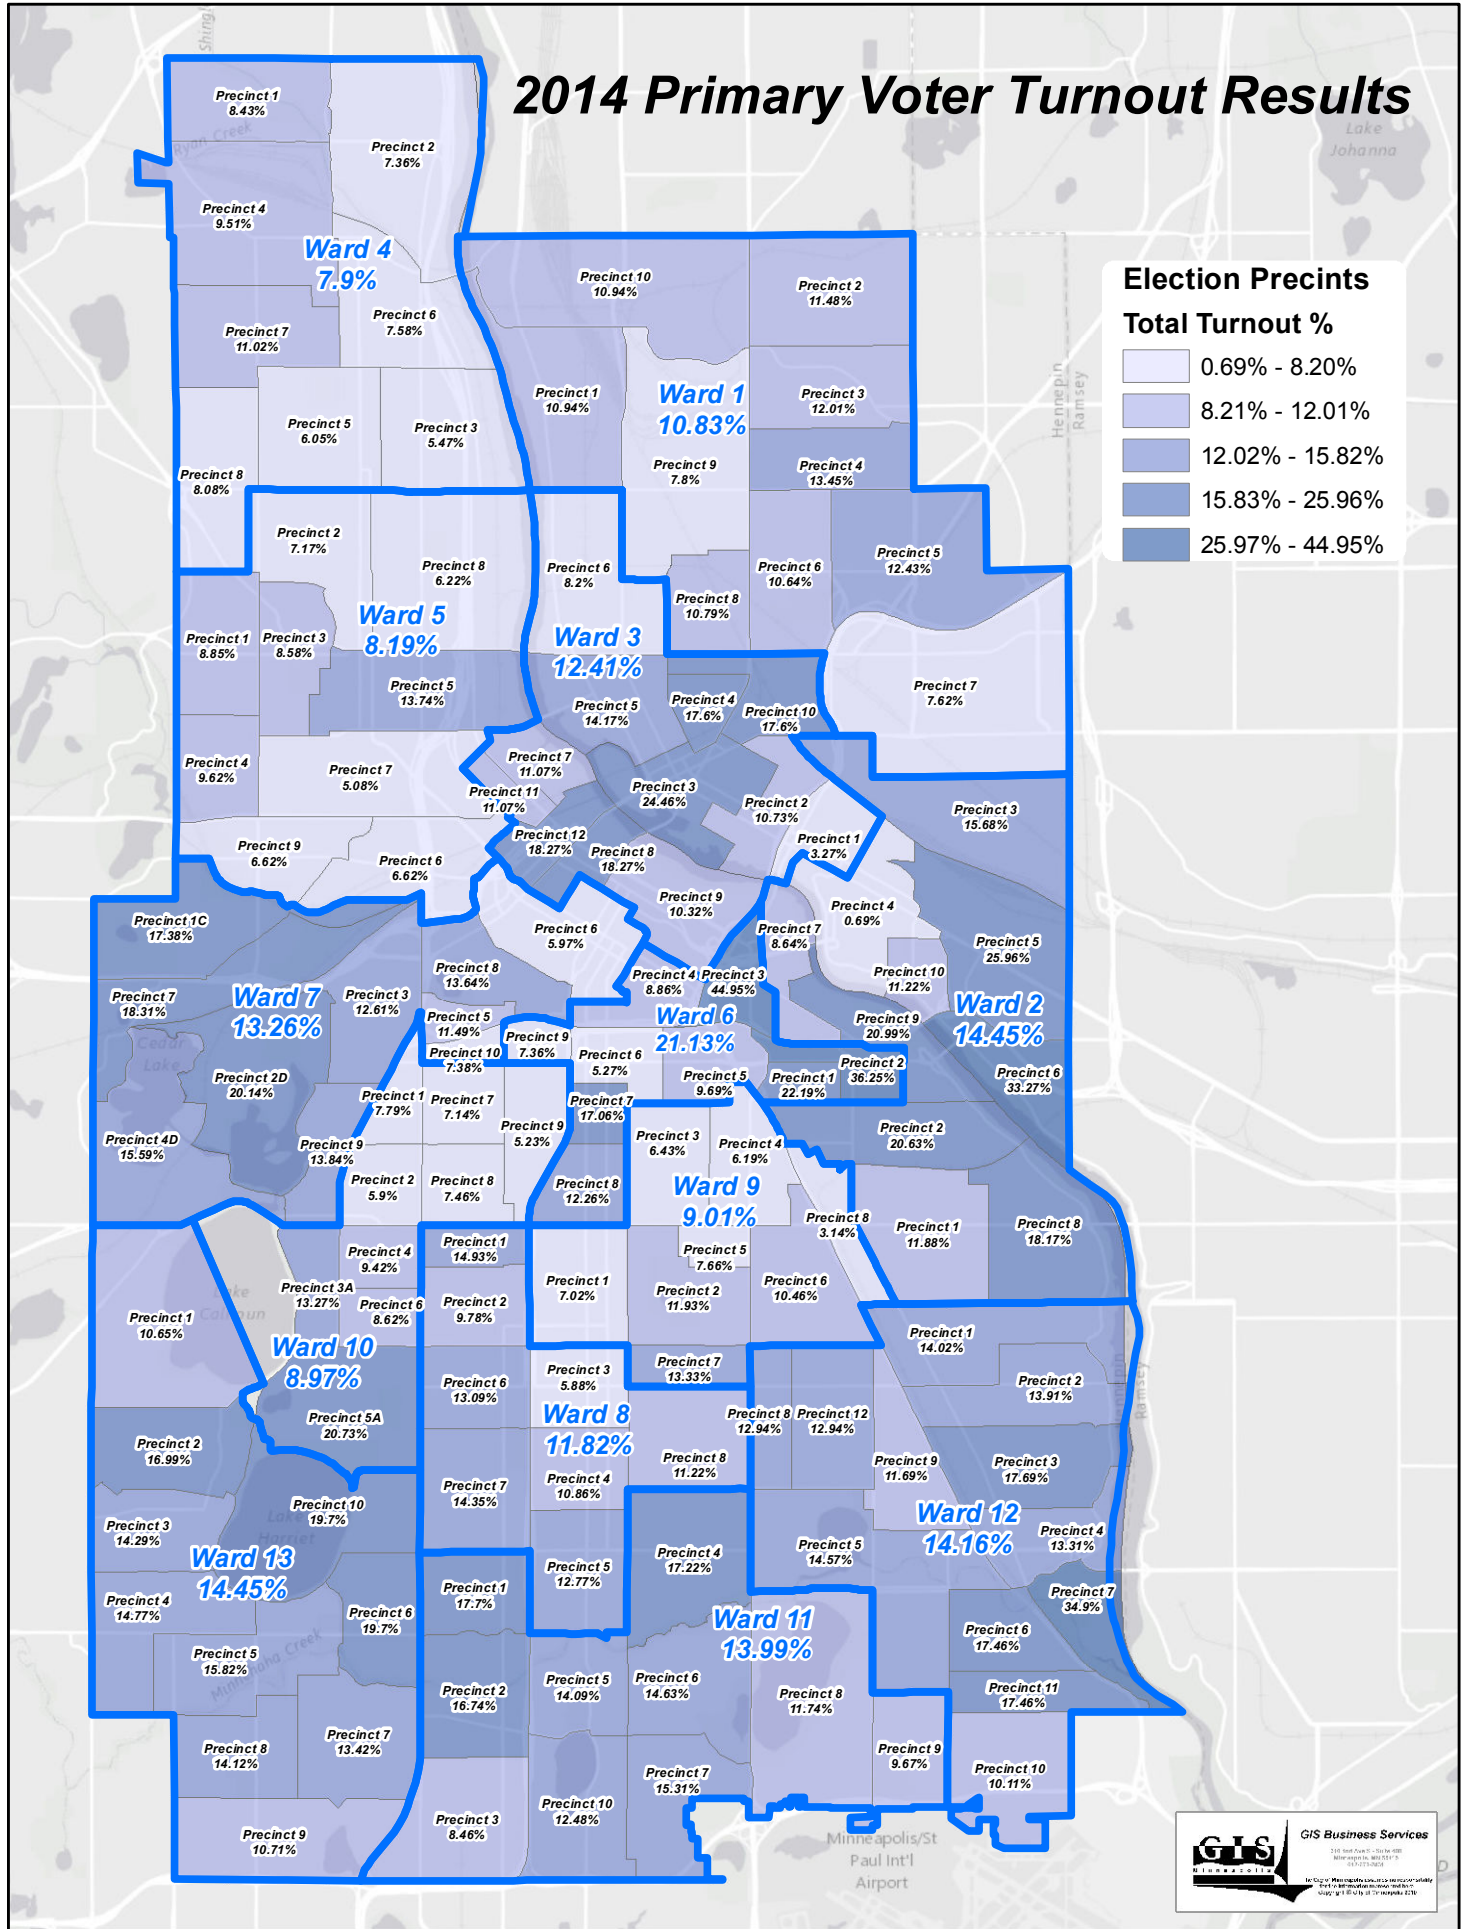 2014 Primary Voter Turnout Results
Shingl
Ryan Creek
Lake
Johanna
Election Precints
Total Turnout %
0.69% - 8.20%
8.21% - 12.01%
12.02% - 15.82%
15.83% - 25.96%
25.97% - 44.95%
Hennepin
Ramsey
Precinct 1
8.43%
Precinct 2
7.36%
Precinct 4
9.51%
Ward 4
7.9%
Precinct 7
11.02%
Precinct 6
7.58%
Precinct 5
6.05%
Precinct 3
5.47%
Precinct 8
8.08%
Precinct 10
10.94%
Precinct 2
11.48%
Precinct 1
10.94%
Ward 1
10.83%
Precinct 3
12.01%
Precinct 9
7.8%
Precinct 4
13.45%
Precinct 5
12.43%
Precinct 6
10.64%
Precinct 8
10.79%
Precinct 7
7.62%
Precinct 2
7.17%
Precinct 8
6.22%
Ward 5
8.19%
Precinct 1
8.85%
Precinct 3
8.58%
Precinct 5
13.74%
Precinct 4
9.62%
Precinct 7
5.08%
Precinct 9
6.62%
Precinct 6
6.62%
Precinct 6
8.2%
Ward 3
12.41%
Precinct 5
14.17%
Precinct 4
17.6%
Precinct 10
17.6%
Precinct 7
11.07%
Precinct 11
11.07%
Precinct 3
24.46%
Precinct 2
10.73%
Precinct 1
3.27%
Precinct 12
18.27%
Precinct 8
18.27%
Precinct 9
10.32%
Precinct 3
15.68%
Precinct 4
0.69%
Precinct 7
8.64%
Precinct 5
25.96%
Precinct 10
11.22%
Ward 2
14.45%
Precinct 9
20.99%
Precinct 6
33.27%
Precinct 2
20.63%
Precinct 1
11.88%
Precinct 8
18.17%
Precinct 1C
17.38%
Precinct 6
5.97%
Precinct 8
13.64%
Precinct 7
18.31%
Ward 7
13.26%
Precinct 3
12.61%
Precinct 5
11.49%
Precinct 10
7.38%
Precinct 9
7.36%
Cedar
Lake
Precinct 2D
20.14%
Precinct 4D
15.59%
Precinct 9
13.84%
Precinct 4
8.86%
Precinct 3
44.95%
Ward 6
21.13%
Precinct 6
5.27%
Precinct 5
9.69%
Precinct 1
22.19%
Precinct 2
36.25%
Precinct 7
17.06%
Precinct 8
12.26%
Precinct 1
7.79%
Precinct 7
7.14%
Precinct 9
5.23%
Precinct 2
5.9%
Precinct 8
7.46%
Precinct 4
9.42%
Precinct 3A
13.27%
Precinct 6
8.62%
Lake
Calhoun
Ward 10
8.97%
Precinct 5A
20.73%
Precinct 3
6.43%
Precinct 4
6.19%
Ward 9
9.01%
Precinct 8
3.14%
Precinct 5
7.66%
Precinct 1
7.02%
Precinct 2
11.93%
Precinct 6
10.46%
Precinct 7
13.33%
Precinct 1
14.93%
Precinct 2
9.78%
Precinct 6
13.09%
Precinct 3
5.88%
Ward 8
11.82%
Precinct 8
11.22%
Precinct 7
14.35%
Precinct 4
10.86%
Precinct 5
12.77%
Precinct 1
14.02%
Precinct 2
13.91%
Hennepin
Ramsey
Precinct 8
12.94%
Precinct 12
12.94%
Precinct 9
11.69%
Precinct 3
17.69%
Ward 12
14.16%
Precinct 4
13.31%
Precinct 5
14.57%
Precinct 7
34.9%
Precinct 6
17.46%
Precinct 11
17.46%
Precinct 10
10.11%
Precinct 1
10.65%
Precinct 2
16.99%
Precinct 10
19.7%
Lake
Harriet
Precinct 3
14.29%
Ward 13
14.45%
Precinct 4
14.77%
Precinct 6
19.7%
Precinct 5
15.82%
Minnehaha Creek
Precinct 8
14.12%
Precinct 7
13.42%
Precinct 9
10.71%
Precinct 1
17.7%
Precinct 4
17.22%
Ward 11
13.99%
Precinct 2
16.74%
Precinct 5
14.09%
Precinct 6
14.63%
Precinct 8
11.74%
Precinct 9
9.67%
Precinct 7
15.31%
Precinct 3
8.46%
Precinct 10
12.48%
Minneapolis/St
Paul Int'l
Airport
GIS
Minneapolis
GIS Business Services